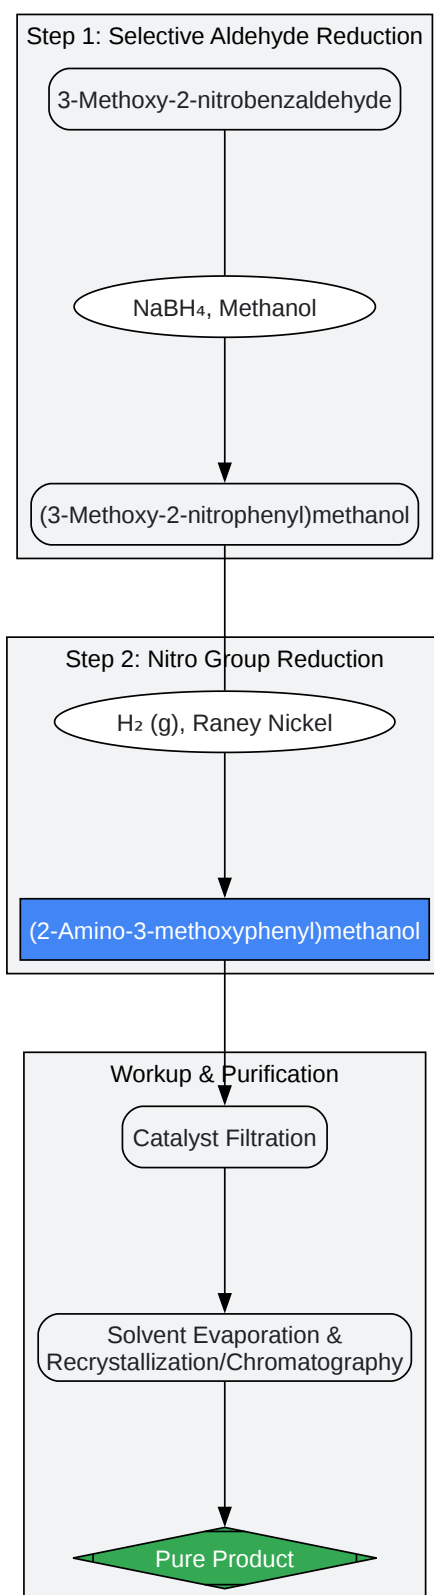 Step 1: Selective Aldehyde Reduction
3-Methoxy-2-nitrobenzaldehyde
NaBH₄, Methanol
(3-Methoxy-2-nitrophenyl)methanol
Step 2: Nitro Group Reduction
H₂ (g), Raney Nickel
(2-Amino-3-methoxyphenyl)methanol
Workup & Purification
Catalyst Filtration
Solvent Evaporation &
Recrystallization/Chromatography
Pure Product